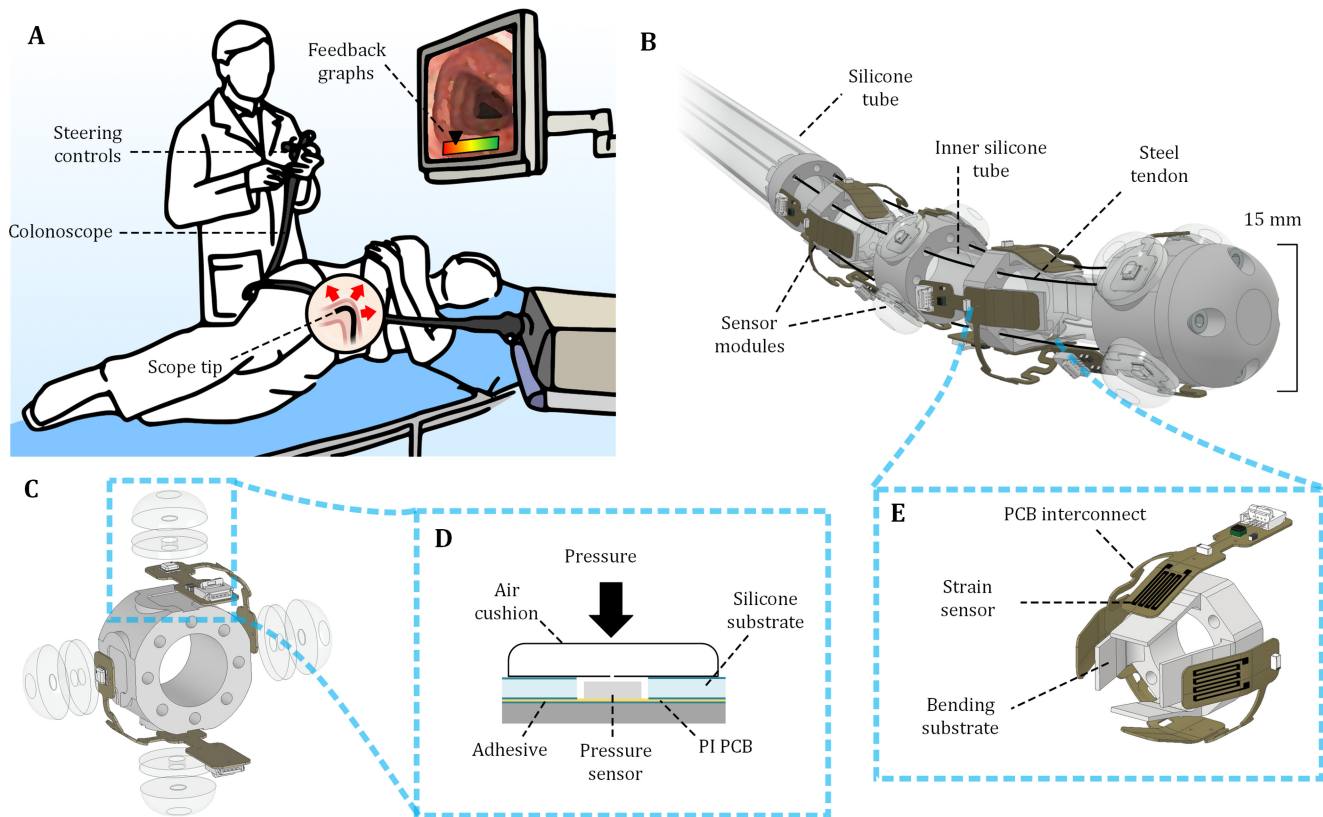 A
Feedback
graphs
Steering
controls
Colonoscope
Scope tip
B
Silicone
tube
Inner silicone
tube
Steel
tendon
15 mm
Sensor
modules
C
D
Pressure
Air
cushion
Silicone
substrate
Adhesive
Pressure
sensor
PI PCB
E
PCB interconnect
Strain
sensor
Bending
substrate